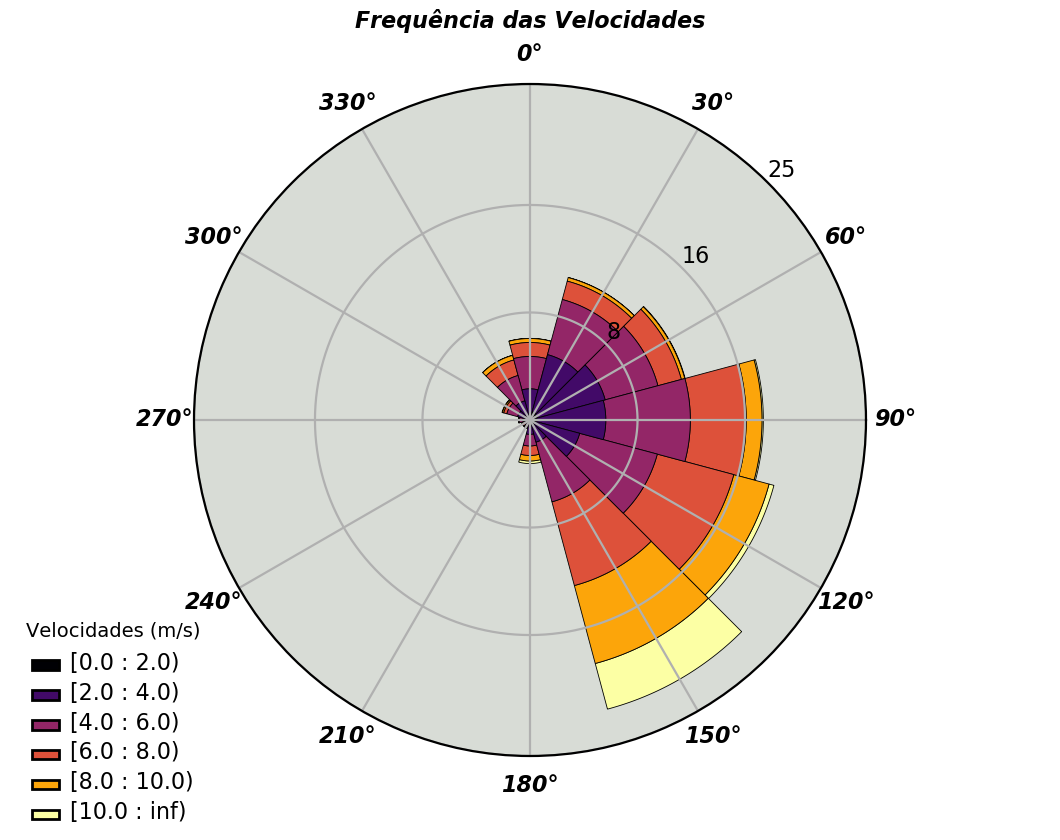 Frequência das Velocidades
0°
330°
30°
25
300°
60°
16
8
270°
90°
240°
120°
210°
150°
180°
Velocidades (m/s)
[0.0 : 2.0)
[2.0 : 4.0)
[4.0 : 6.0)
[6.0 : 8.0)
[8.0 : 10.0)
[10.0 : inf)